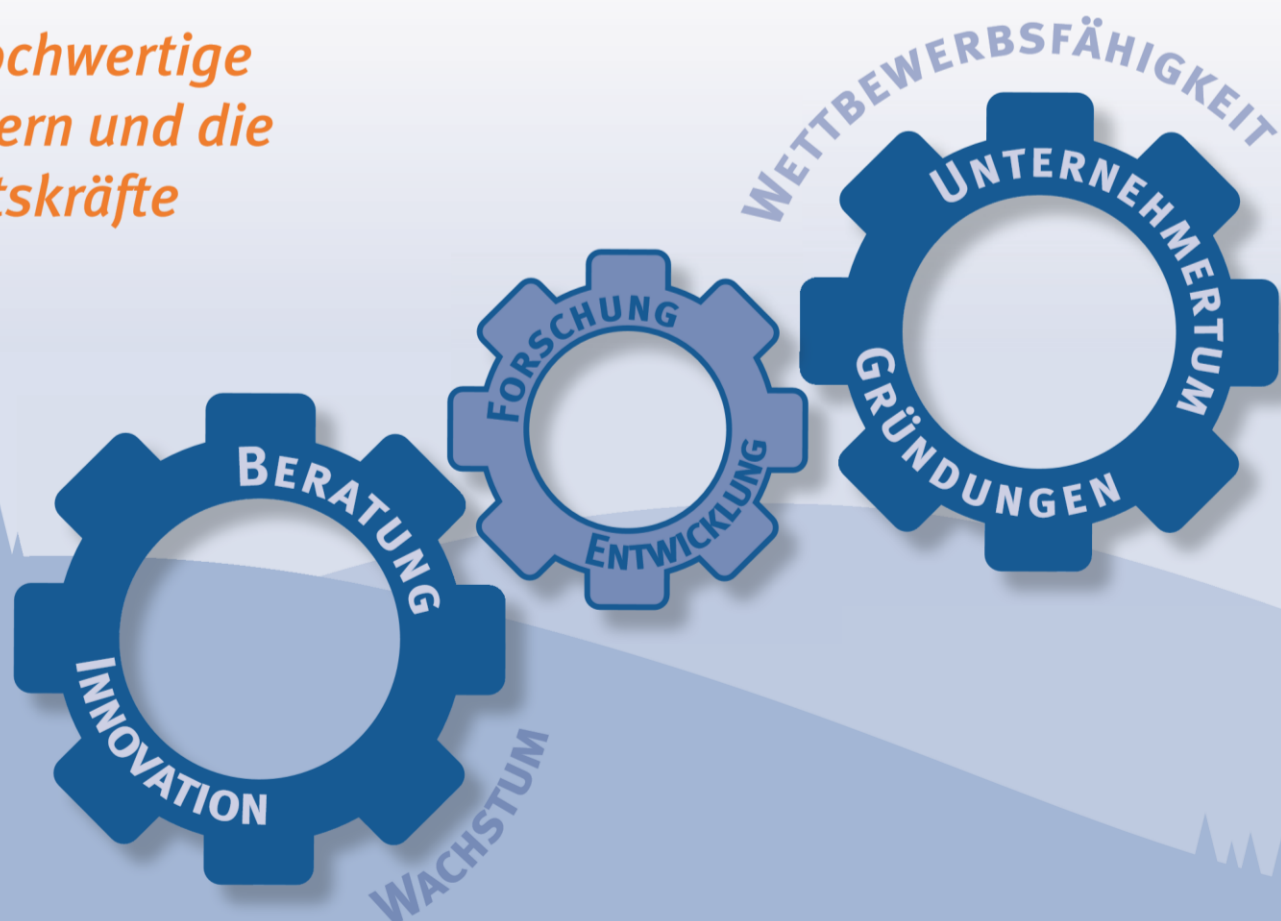 ochwertige
ern und die
tskräfte
WETTBEWERBSFÄHIGKEIT
UNTERNEHMERTUM
GRÜNDUNGEN
FORSCHUNG
ENTWICKLUNG
BERATUNG
INNOVATION
WACHSTUM